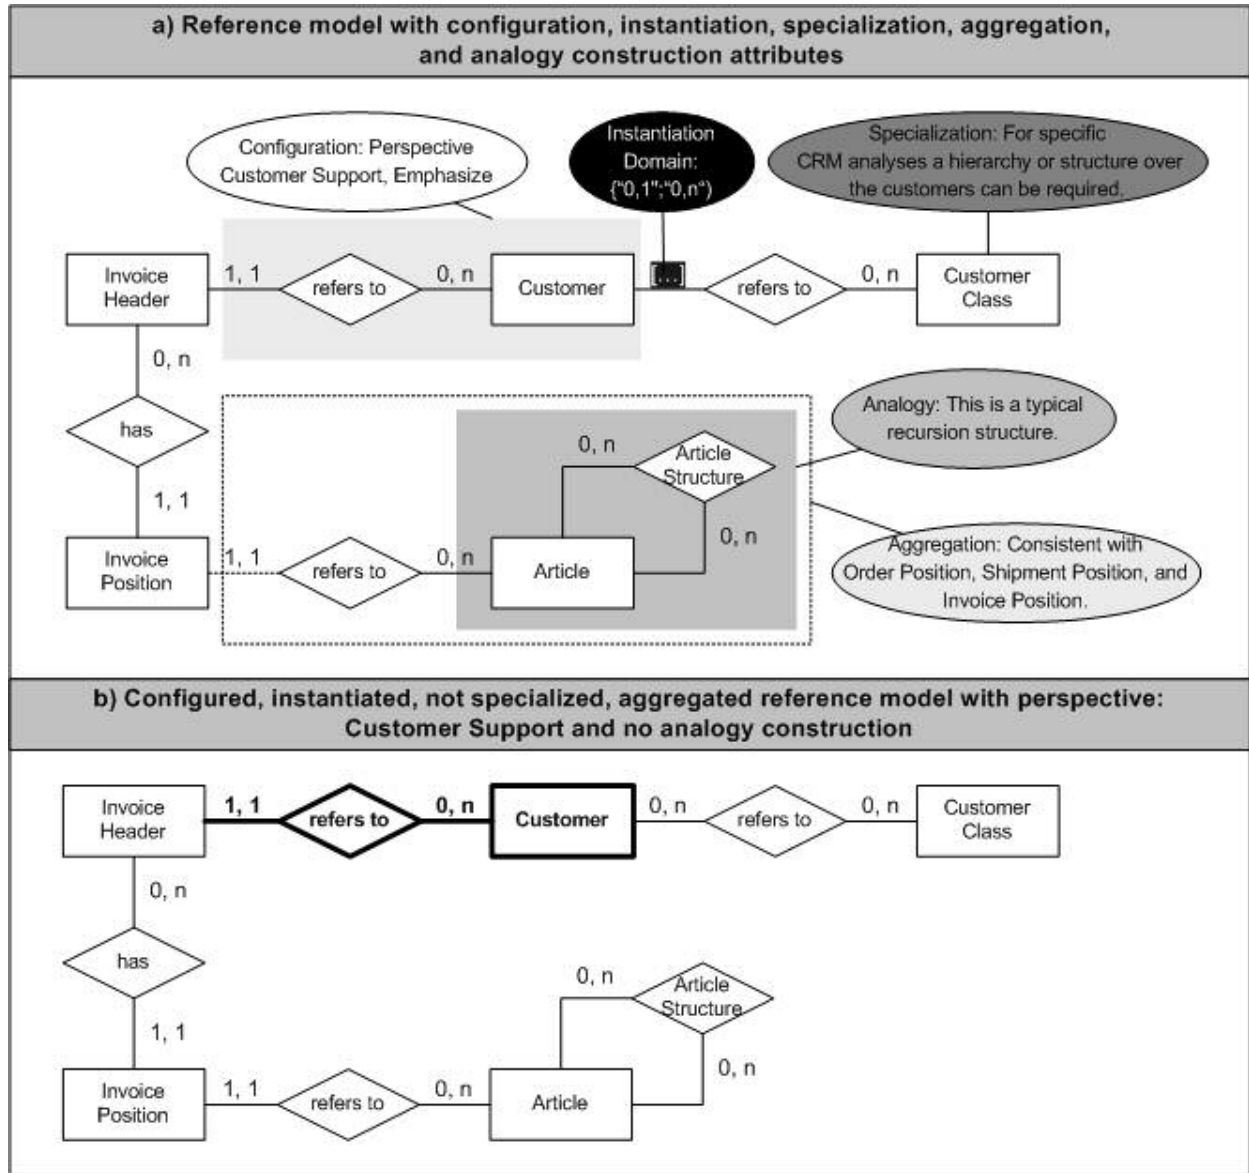 a) Reference model with configuration, instantiation, specialization, aggregation,
and analogy construction attributes
Configuration: Perspective
Customer Support, Emphasize
Instantiation
Domain:
{“0,1";“0,n“)
Specialization: For specific
CRM analyses a hierarchy or structure over
the customers can be required.
Invoice
Header
1, 1
refers to
0, n
Customer
[...]
refers to
0, n
Customer
Class
0, n
has
1, 1
Analogy: This is a typical
recursion structure.
0, n
Article
Structure
0, n
Invoice
Position
1, 1
refers to
0, n
Article
Aggregation: Consistent with
Order Position, Shipment Position, and
Invoice Position.
b) Configured, instantiated, not specialized, aggregated reference model with perspective:
Customer Support and no analogy construction
Invoice
Header
1, 1
refers to
0, n
Customer
0, n
refers to
0, n
Customer
Class
0, n
has
1, 1
0, n
Article
Structure
0, n
Invoice
Position
1, 1
refers to
0, n
Article